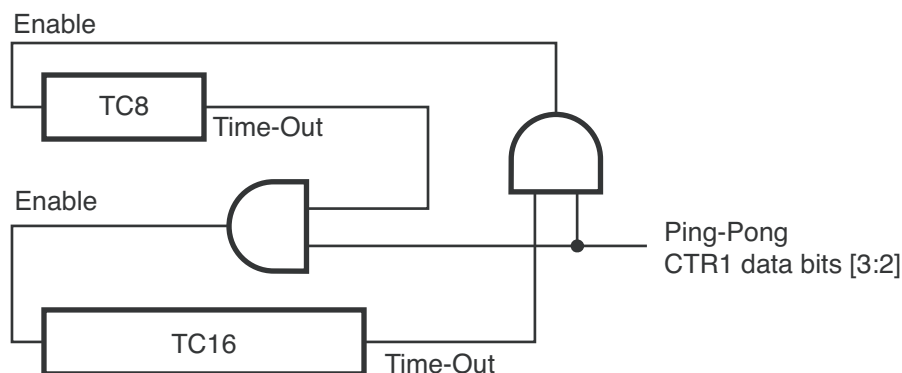 Enable
TC8
Time-Out
Enable
Ping-Pong
CTR1 data bits [3:2]
TC16
Time-Out